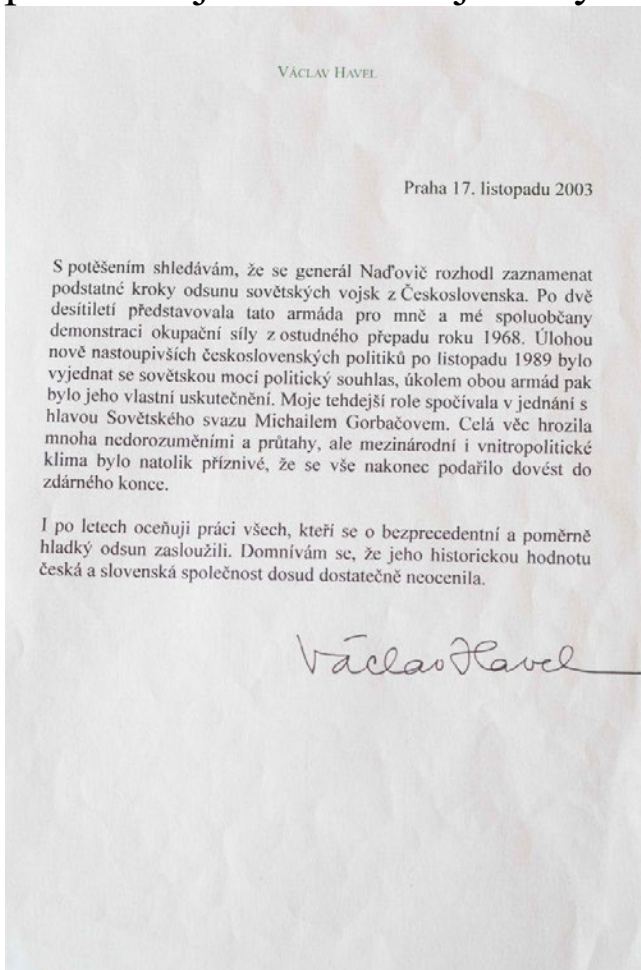 VÁCLAV HAVEL
Praha 17. listopadu 2003
S potěšením shledávám, že se generál Naďovič rozhodl zaznamenat
podstatné kroky odsunu sovětských vojsk z Československa. Po dvě
desítiletí představovala tato armáda pro mně a mé spoluobčany
demonstraci okupační síly z ostudného přepadu roku 1968. Úlohou
nově nastoupivších československých politiků po listopadu 1989 bylo
vyjednat se sovětskou mocí politický souhlas, úkolem obou armád pak
bylo jeho vlastní uskutečnění. Moje tehdejší role spočívala v jednání s
hlavou Sovětského svazu Michailem Gorbačovem. Celá věc hrozila
mnoha nedorozuměními a průtahy, ale mezinárodní i vnitropolitické
klima bylo natolik příznivé, že se vše nakonec podařilo dovést do
zdárného konce.
I po letech oceňuji práci všech, kteří se o bezprecedentní a poměrně
hladký odsun zasloužili. Domnívám se, že jeho historickou hodnotu
česká a slovenská společnost dosud dostatečně neocenila.
Václav Havel